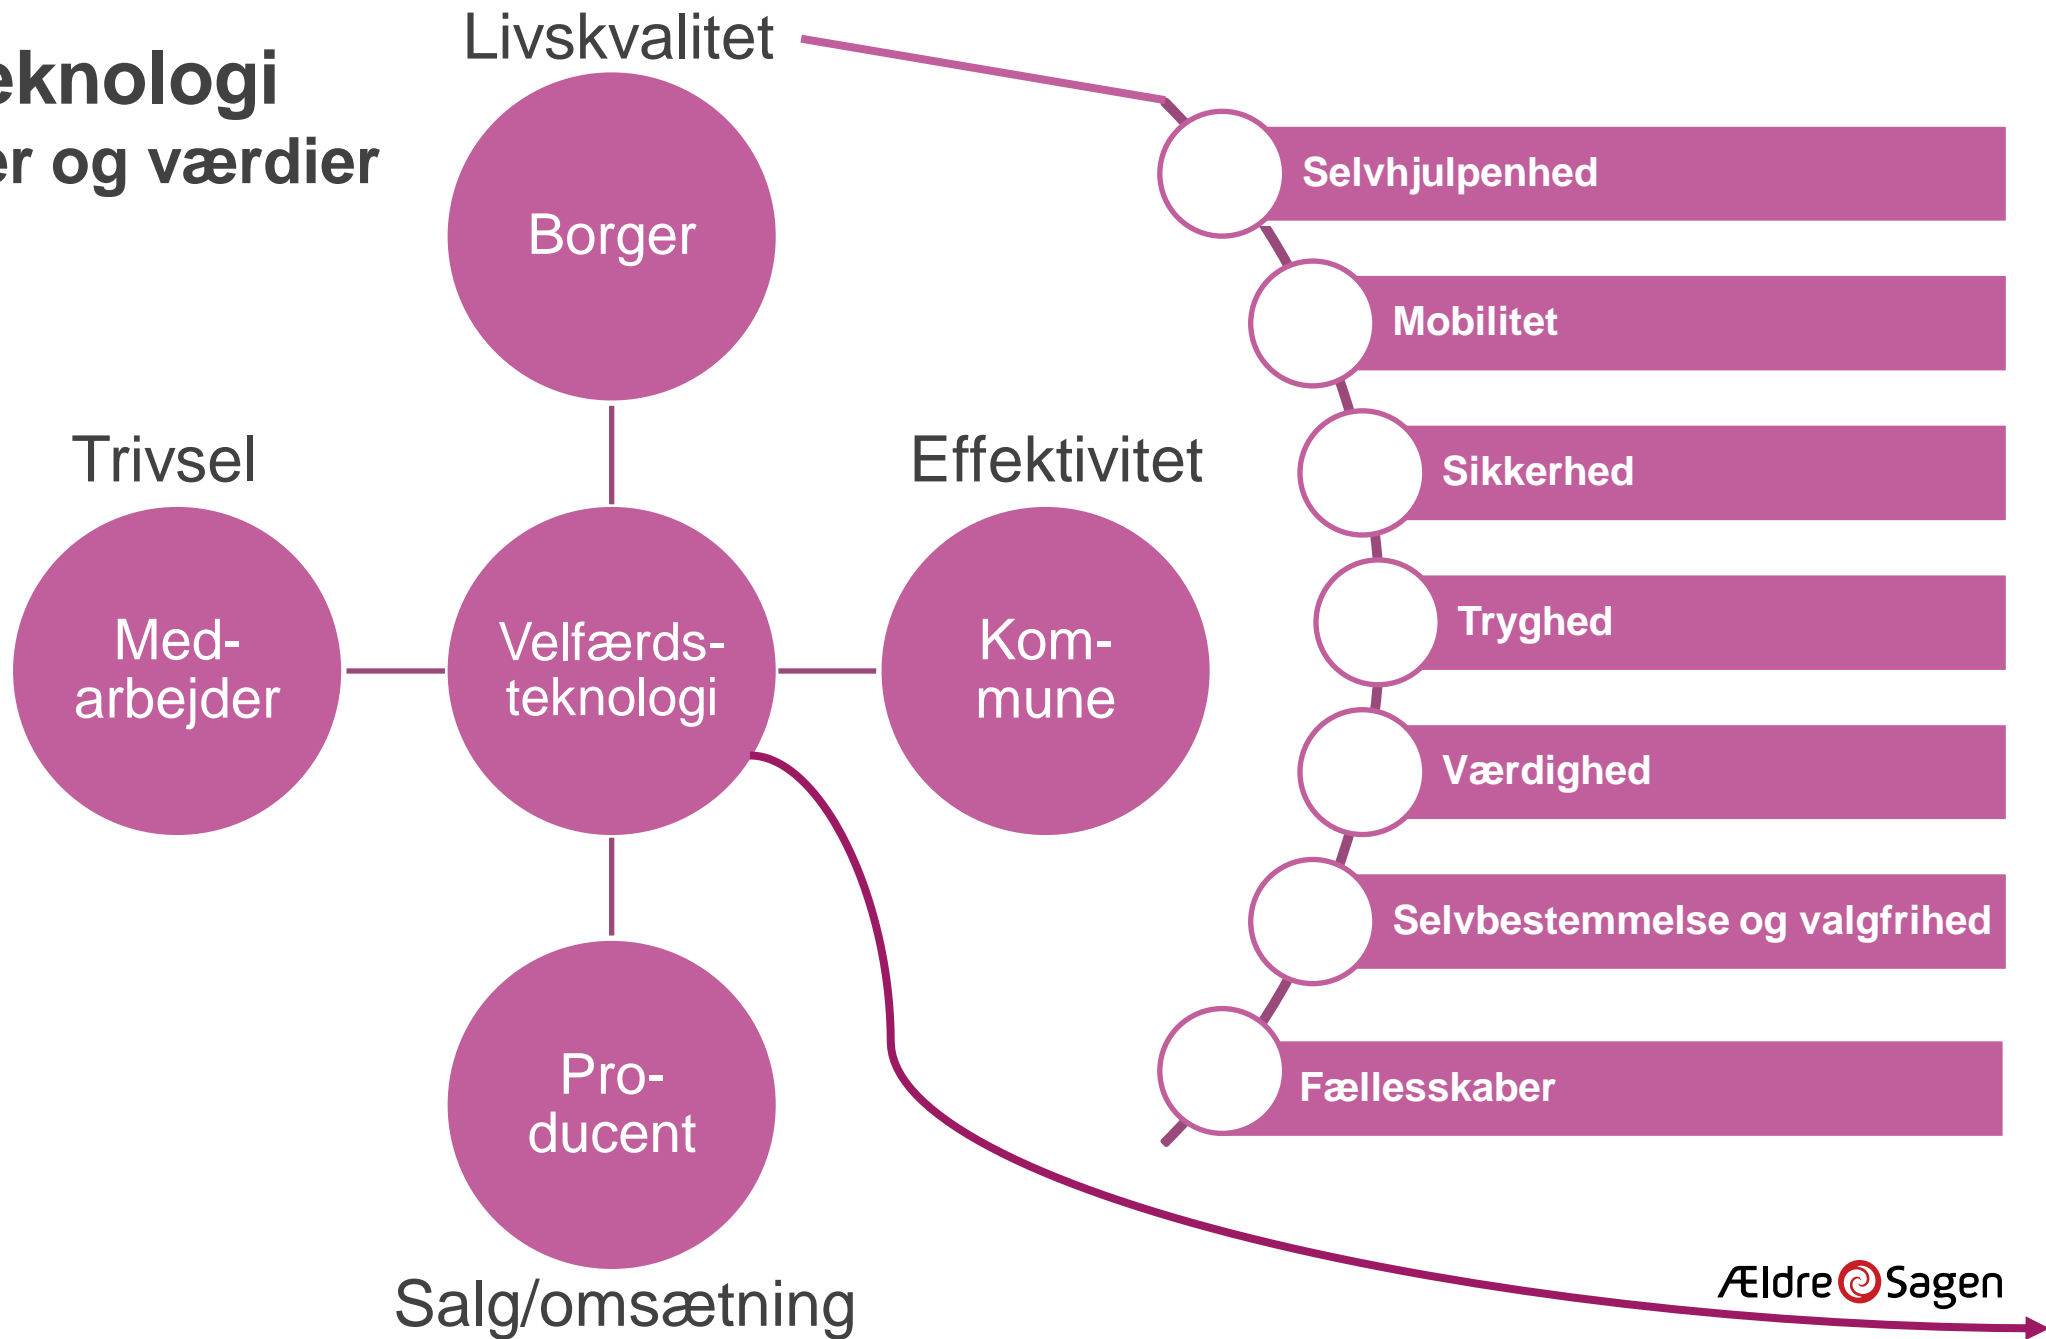 eknologi
er og værdier
Livskvalitet
Borger
Trivsel
Effektivitet
Med-
arbejder
Velfærds-
teknologi
Kom-
mune
Pro-
ducent
Salg/omsætning
Selvhjulpenhed
Mobilitet
Sikkerhed
Tryghed
Værdighed
Selvbestemmelse og valgfrihed
Fællesskaber
Ældre Sagen